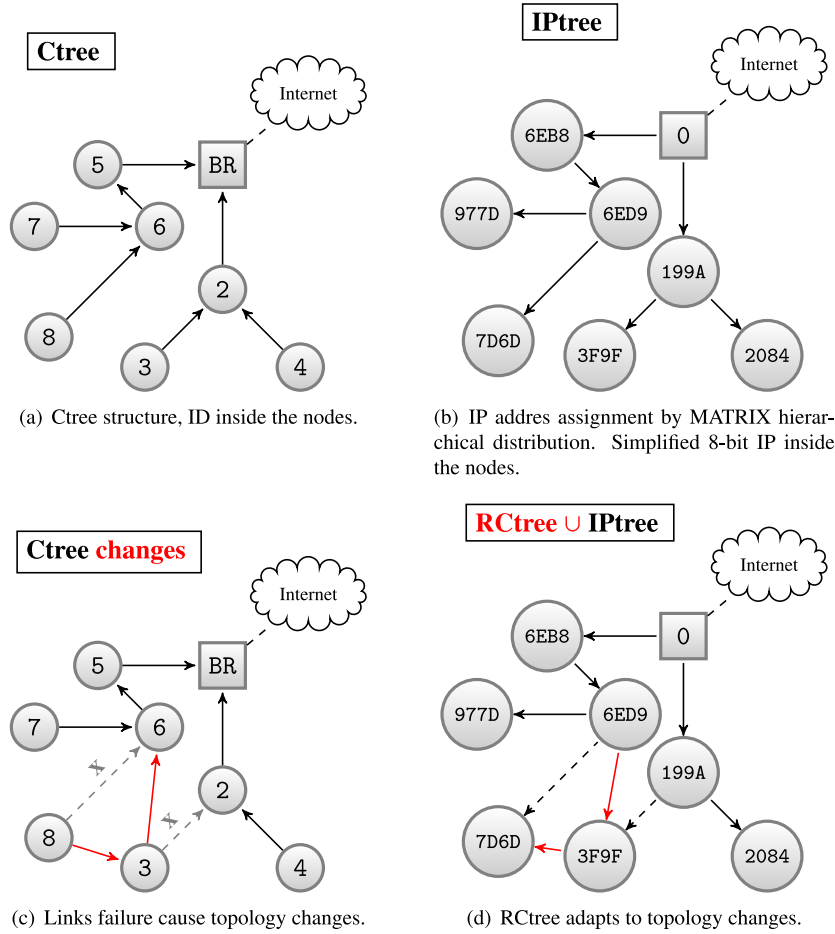 Ctree
Internet
5
BR
7
6
2
8
3
4
(a) Ctree structure, ID inside the nodes.
IPtree
Internet
6EB8
0
977D
6ED9
199A
7D6D
3F9F
2084
(b) IP addres assignment by MATRIX hierar-
chical distribution. Simplified 8-bit IP inside
the nodes.
Ctree changes
Internet
5
BR
7
6
X
X
2
8
3
4
(c) Links failure cause topology changes.
RCtree ∪ IPtree
Internet
6EB8
0
977D
6ED9
199A
7D6D
3F9F
2084
(d) RCtree adapts to topology changes.